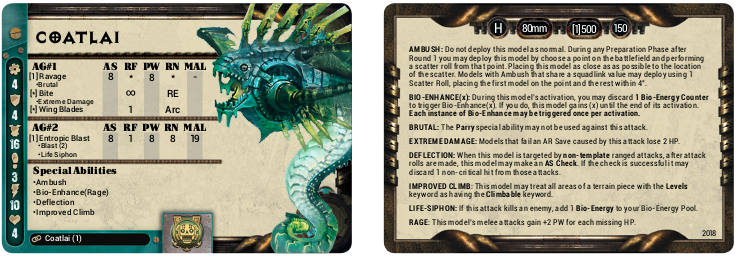 COATLAI
AG#1 AS RF PW RN MAL
[1] Ravage 8 * 8 * -
•Brutal
[•] Bite ∞ RE
•Extreme Damage
[•] Wing Blades 1 Arc
AG#2 AS RF PW RN MAL
[1] Entropic Blast 8 1 8 8 19
•Blast (2)
•Life Siphon
Special Abilities
•Ambush
•Bio-Enhance(Rage)
•Deflection
•Improved Climb
4
4
16
3
10
4
Coatlai (1)
H 80mm [1]500 150
AMBUSH: Do not deploy this model as normal. During any Preparation Phase after
Round 1 you may deploy this model by choose a point on the battlefield and performing
a scatter roll from that point. Placing this model as close as as possible to the location
of the scatter. Models with Ambush that share a squadlink value may deploy using 1
Scatter Roll, placing the first model on the point and the rest within 4".
BIO-ENHANCE(x): During this model's activation, you may discard 1 Bio-Energy Counter
to trigger Bio-Enhance(x). If you do, this model gains (x) until the end of its activation.
Each instance of Bio-Enhance may be triggered once per activation.
BRUTAL: The Parry special ability may not be used against this attack.
EXTREME DAMAGE: Models that fail an AR Save caused by this attack lose 2 HP.
DEFLECTION: When this model is targeted by non-template ranged attacks, after attack
rolls are made, this model may make an AS Check. If the check is successful it may
discard 1 non-critical hit from those attacks.
IMPROVED CLIMB: This model may treat all areas of a terrain piece with the Levels
keyword as having the Climbable keyword.
LIFE-SIPHON: If this attack kills an enemy, add 1 Bio-Energy to your Bio-Energy Pool.
RAGE: This model's melee attacks gain +2 PW for each missing HP.
2018